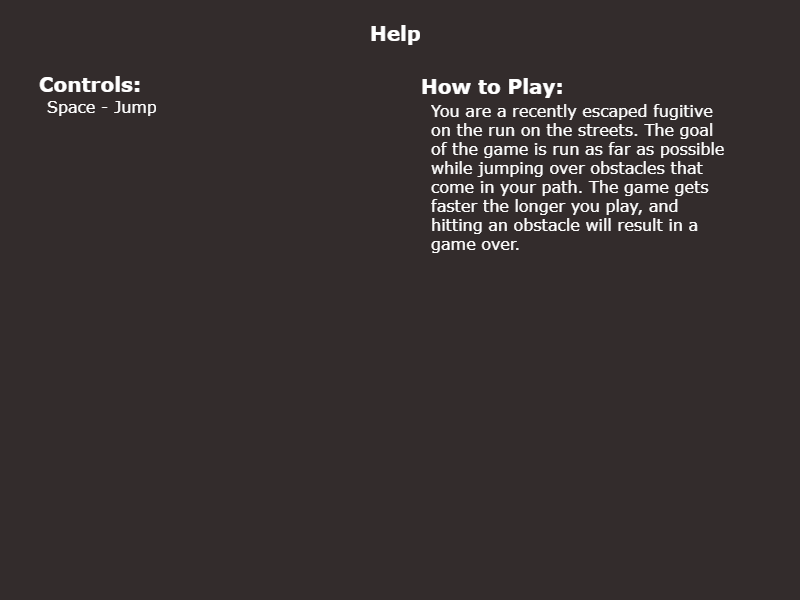 Help
Controls:
Space - Jump
How to Play:
You are a recently escaped fugitive
on the run on the streets. The goal
of the game is run as far as possible
while jumping over obstacles that
come in your path. The game gets
faster the longer you play, and
hitting an obstacle will result in a
game over.